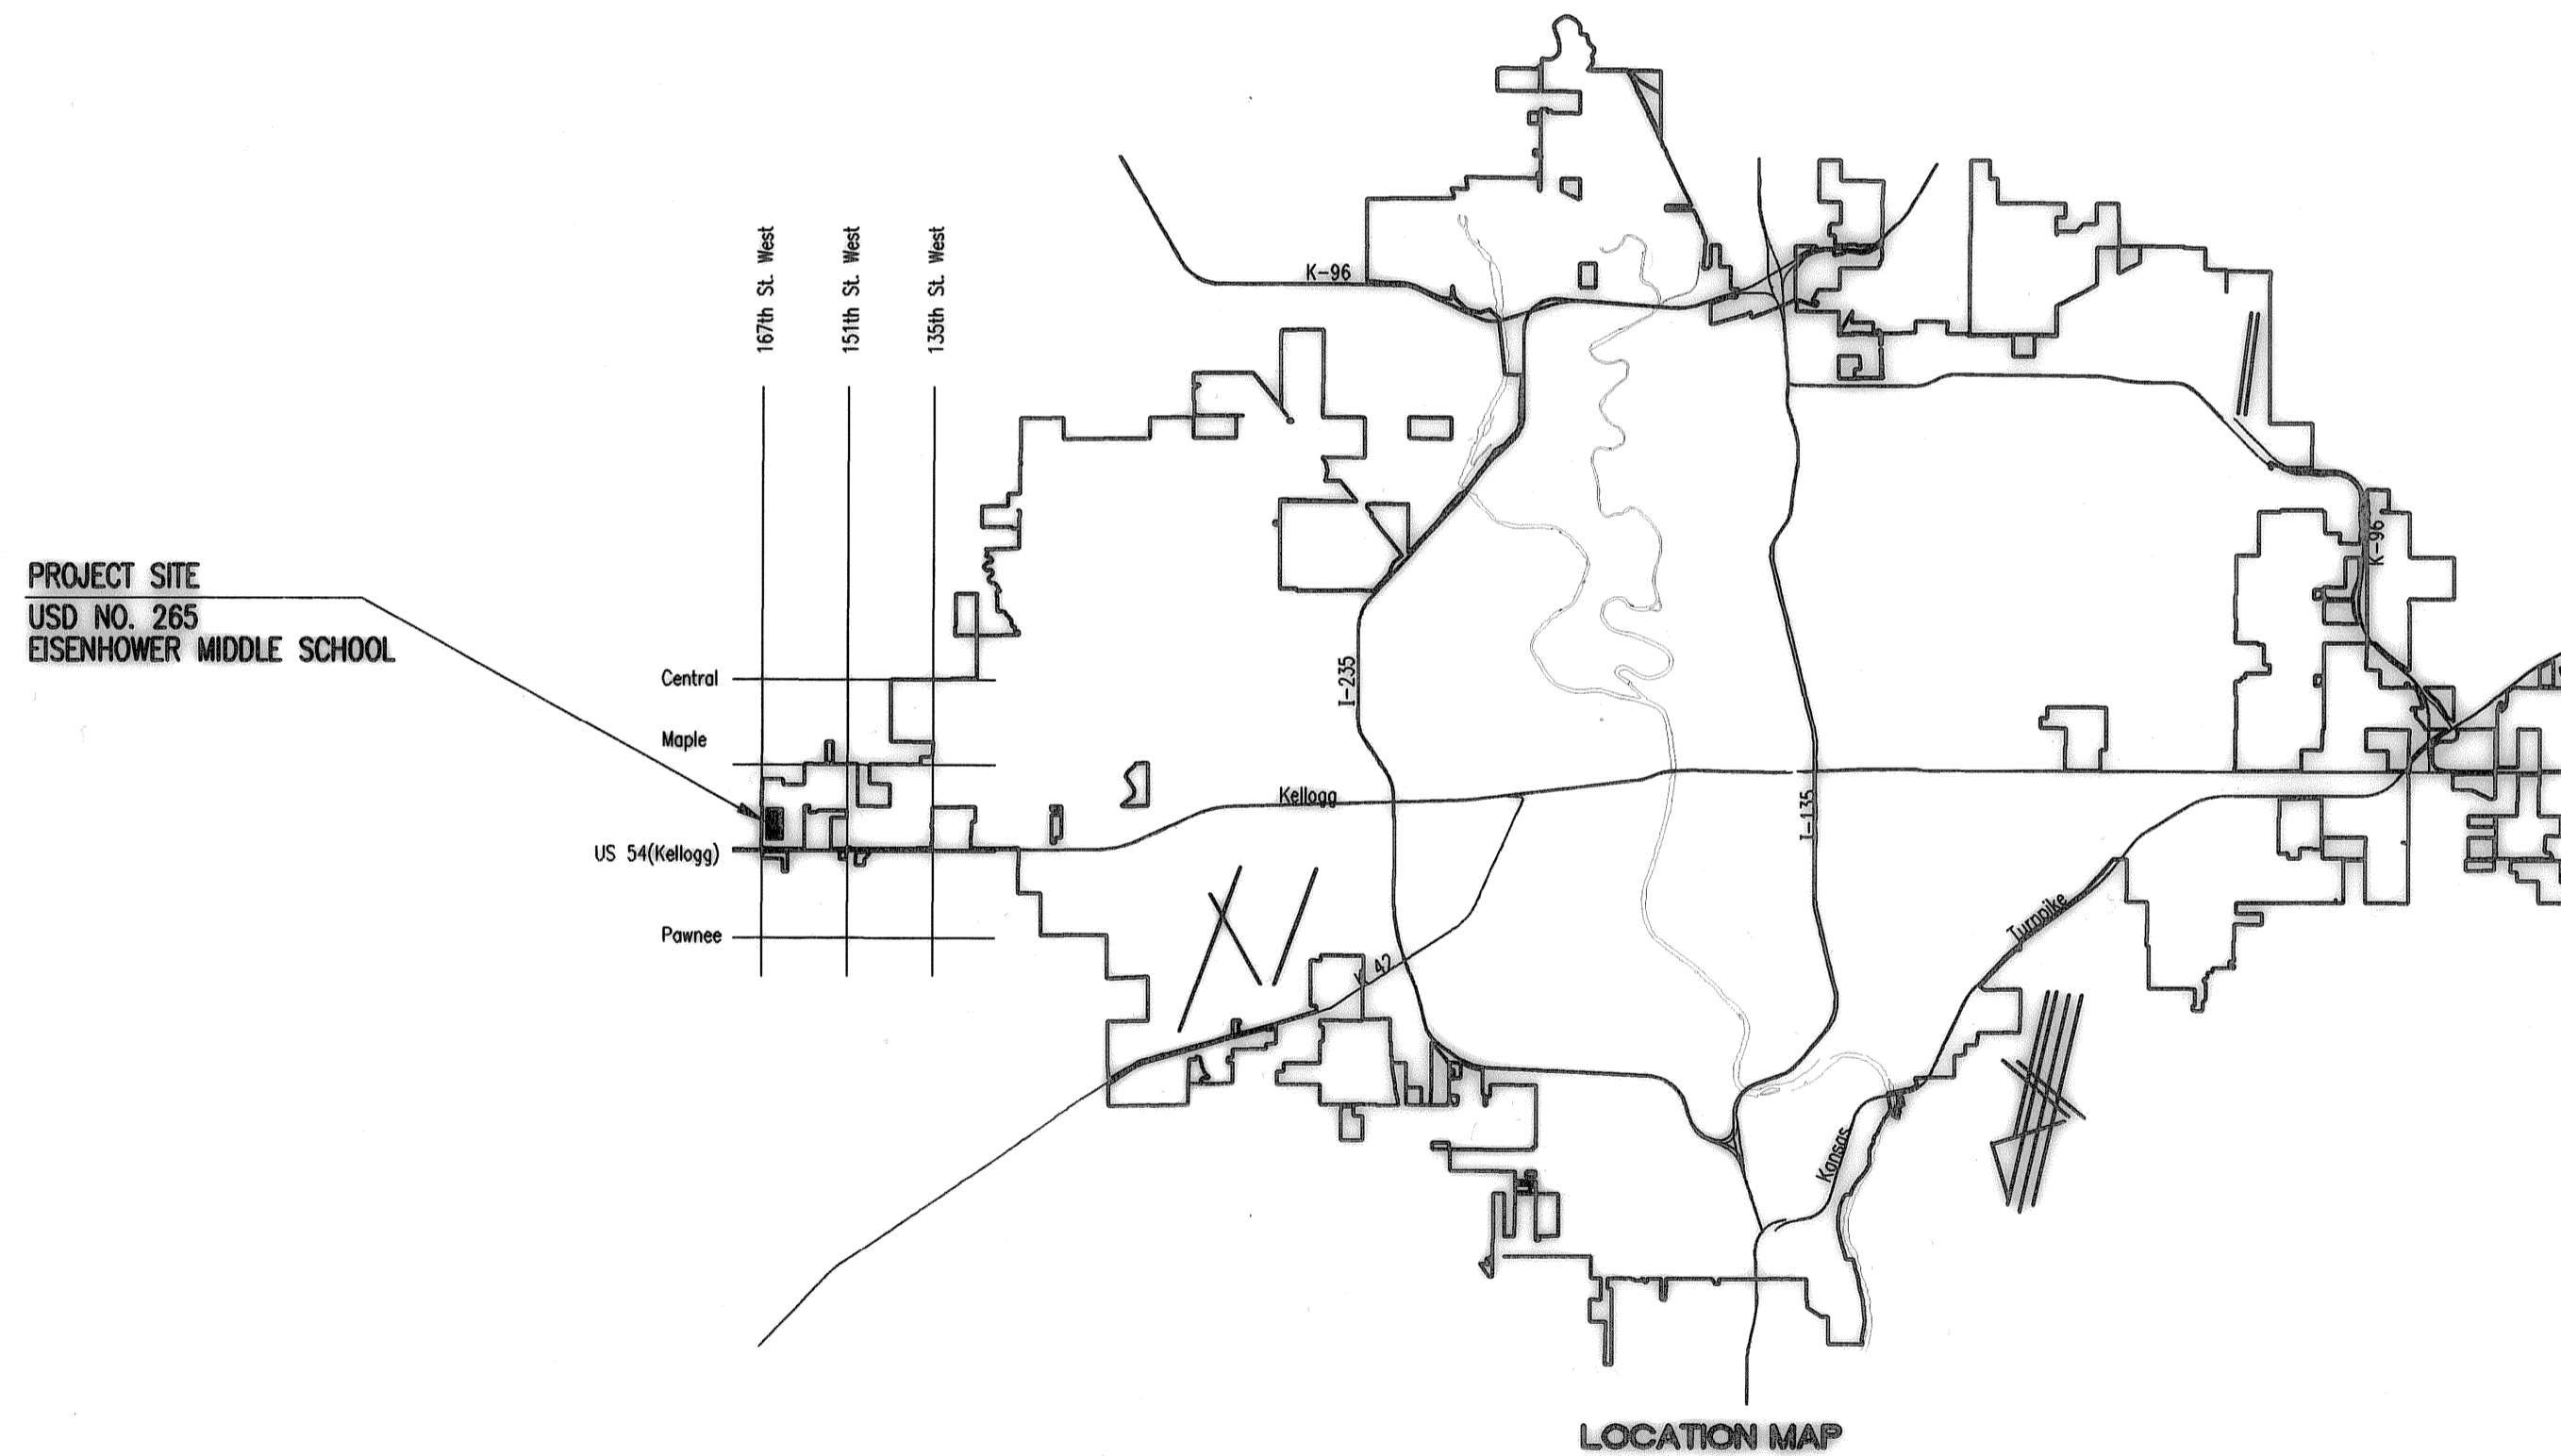 PROJECT SITE
USD NO. 265
EISENHOWER MIDDLE SCHOOL
167th St. West
151th St. West
135th St. West
Central
Maple
US 54(Kellogg)
Pawnee
K-96
I-235
Kellogg
K 42
I-135
K-96
Turnpike
Kansas
LOCATION MAP